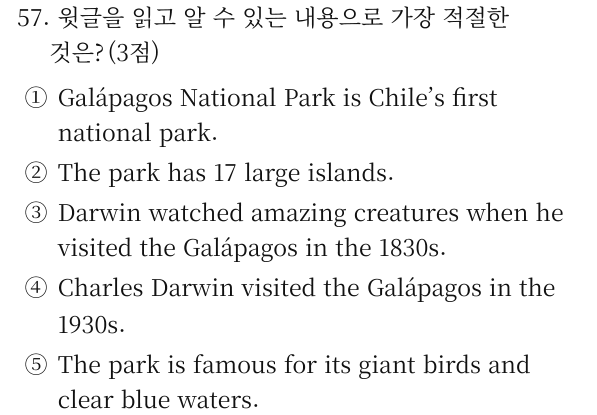 57. 윗글을 읽고 알 수 있는 내용으로 가장 적절한
것은? (3점)
① Galápagos National Park is Chile’s first
national park.
② The park has 17 large islands.
③ Darwin watched amazing creatures when he
visited the Galápagos in the 1830s.
④ Charles Darwin visited the Galápagos in the
1930s.
⑤ The park is famous for its giant birds and
clear blue waters.